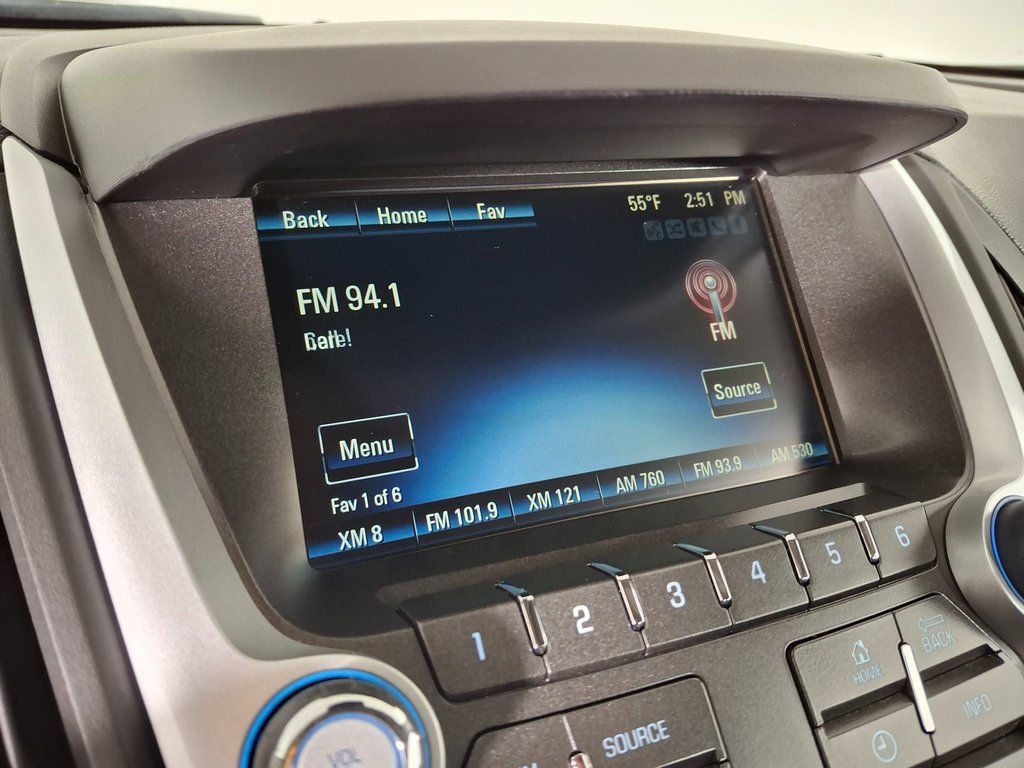 Back Home Fav 55°F 2:51 PM
FM 94.1
FM
Source
Menu
Fav 1 of 6
XM 8 FM 101.9 XM 121 AM 760 FM 93.9 AM 530
1 2 3 4 5 6
HOME BACK
SOURCE INFO
VOL